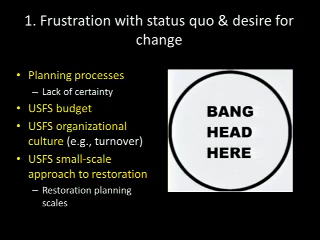 1. Frustration with status quo & desire for
change
• Planning processes
– Lack of certainty
• USFS budget
• USFS organizational
culture (e.g., turnover)
• USFS small-scale
approach to restoration
– Restoration planning
scales
BANG
HEAD
HERE